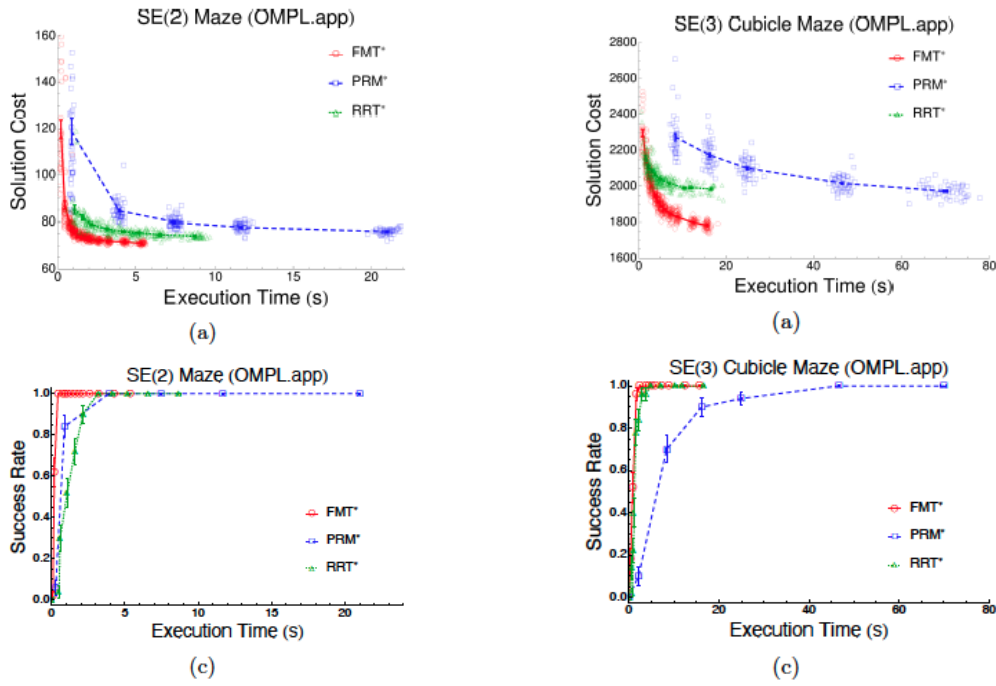 SE(2) Maze (OMPL.app)
160
140
120
100
80
60
0
5
10
15
20
Solution Cost
Execution Time (s)
FMT*
PRM*
RRT*
(a)
SE(3) Cubicle Maze (OMPL.app)
2800
2600
2400
2200
2000
1800
1600
0
20
40
60
80
Solution Cost
Execution Time (s)
FMT*
PRM*
RRT*
(a)
SE(2) Maze (OMPL.app)
1.0
0.8
0.6
0.4
0.2
0.0
0
5
10
15
20
Success Rate
Execution Time (s)
FMT*
PRM*
RRT*
(c)
SE(3) Cubicle Maze (OMPL.app)
1.0
0.8
0.6
0.4
0.2
0.0
0
20
40
60
80
Success Rate
Execution Time (s)
FMT*
PRM*
RRT*
(c)